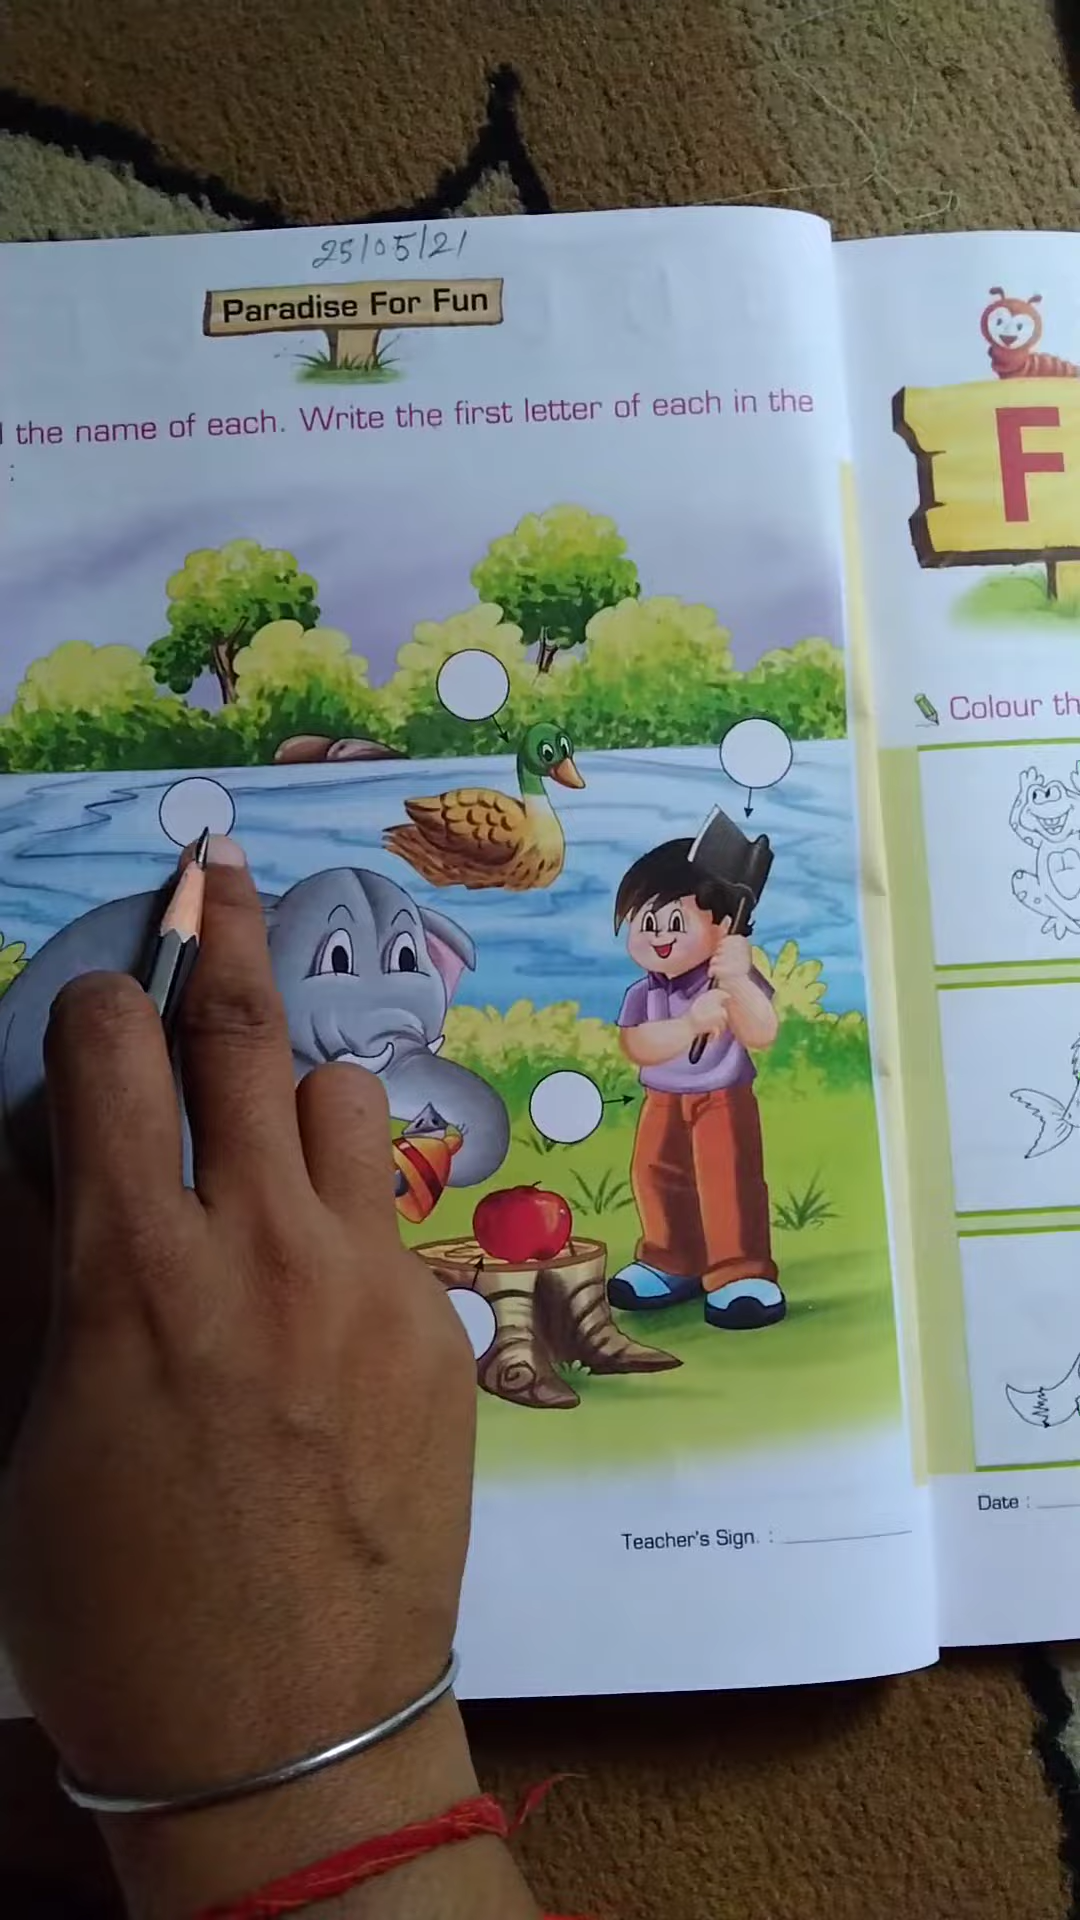 25/05/21
Paradise For Fun
the name of each. Write the first letter of each in the
:
F
Colour th
Teacher's Sign. :
Date :